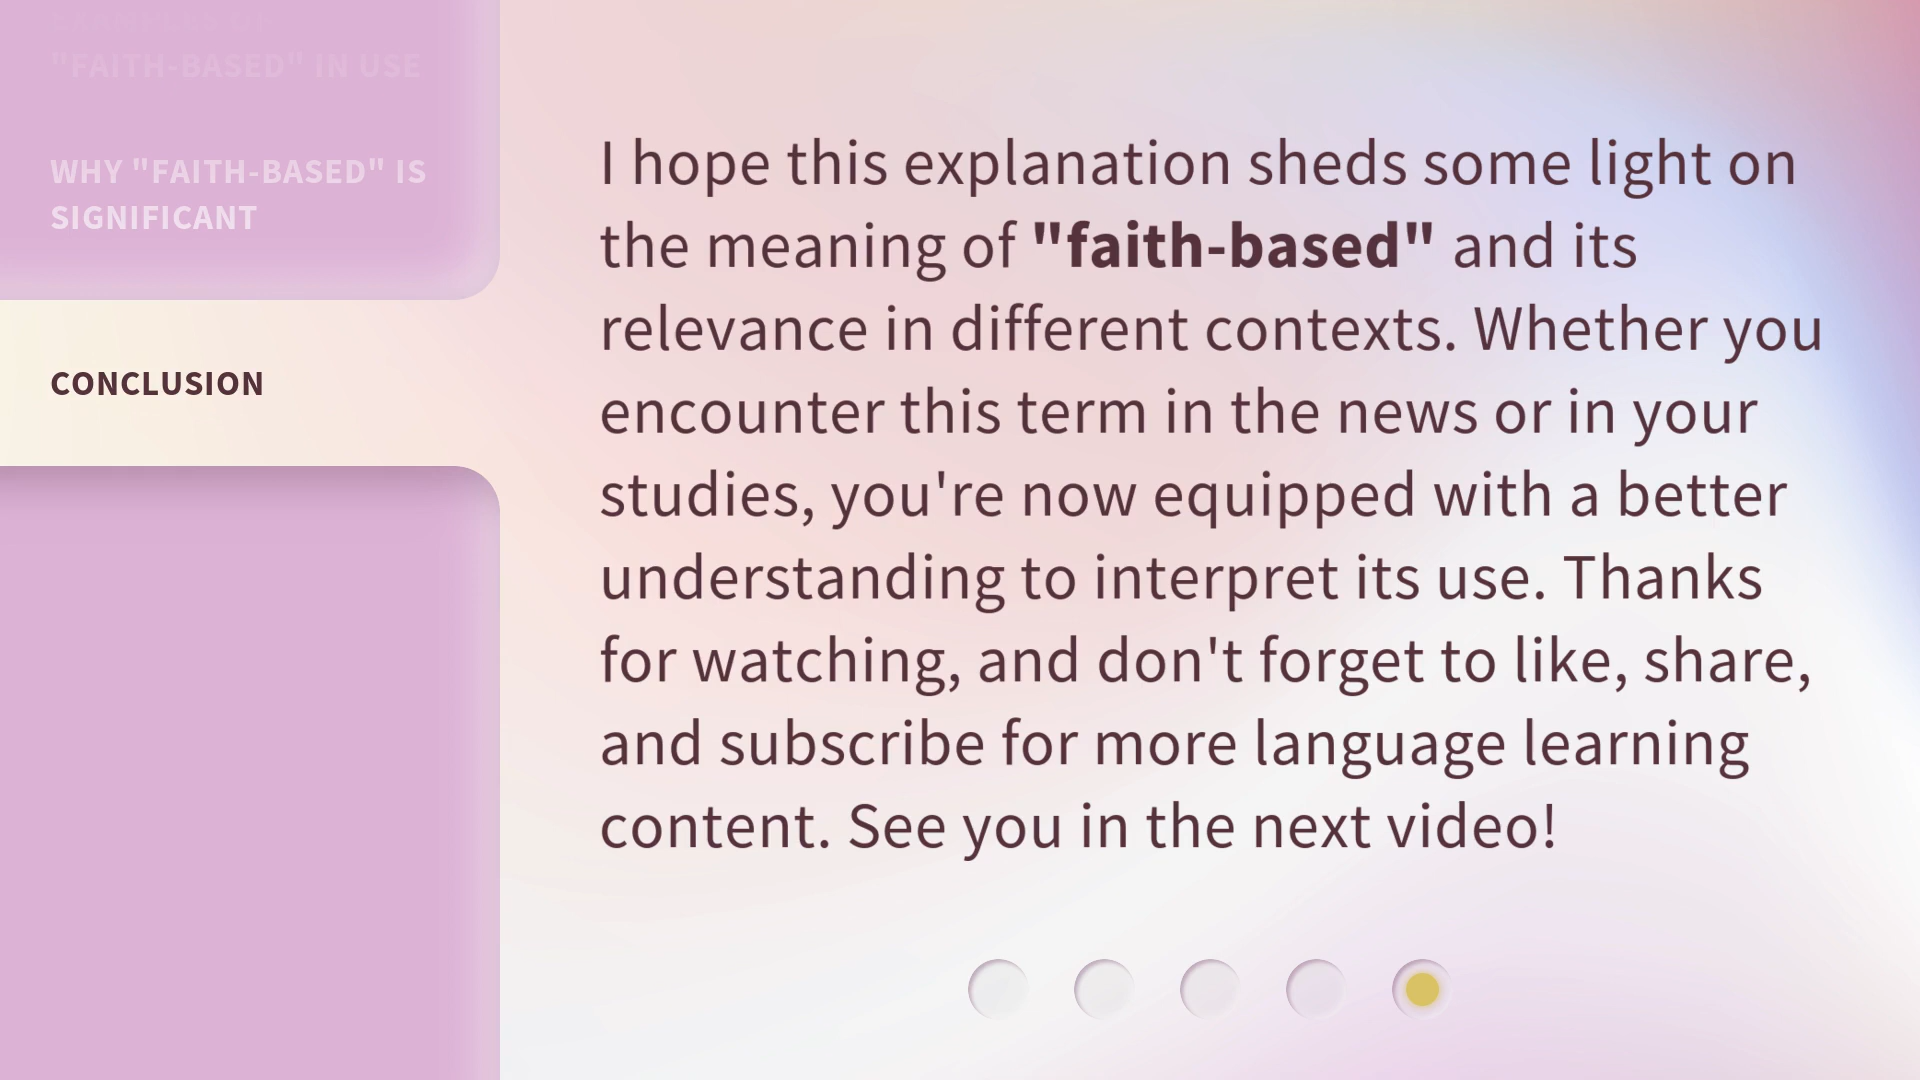 "FAITH-BASED" IN USE
WHY "FAITH-BASED" IS
SIGNIFICANT
CONCLUSION
I hope this explanation sheds some light on
the meaning of "faith-based" and its
relevance in different contexts. Whether you
encounter this term in the news or in your
studies, you're now equipped with a better
understanding to interpret its use. Thanks
for watching, and don't forget to like, share,
and subscribe for more language learning
content. See you in the next video!